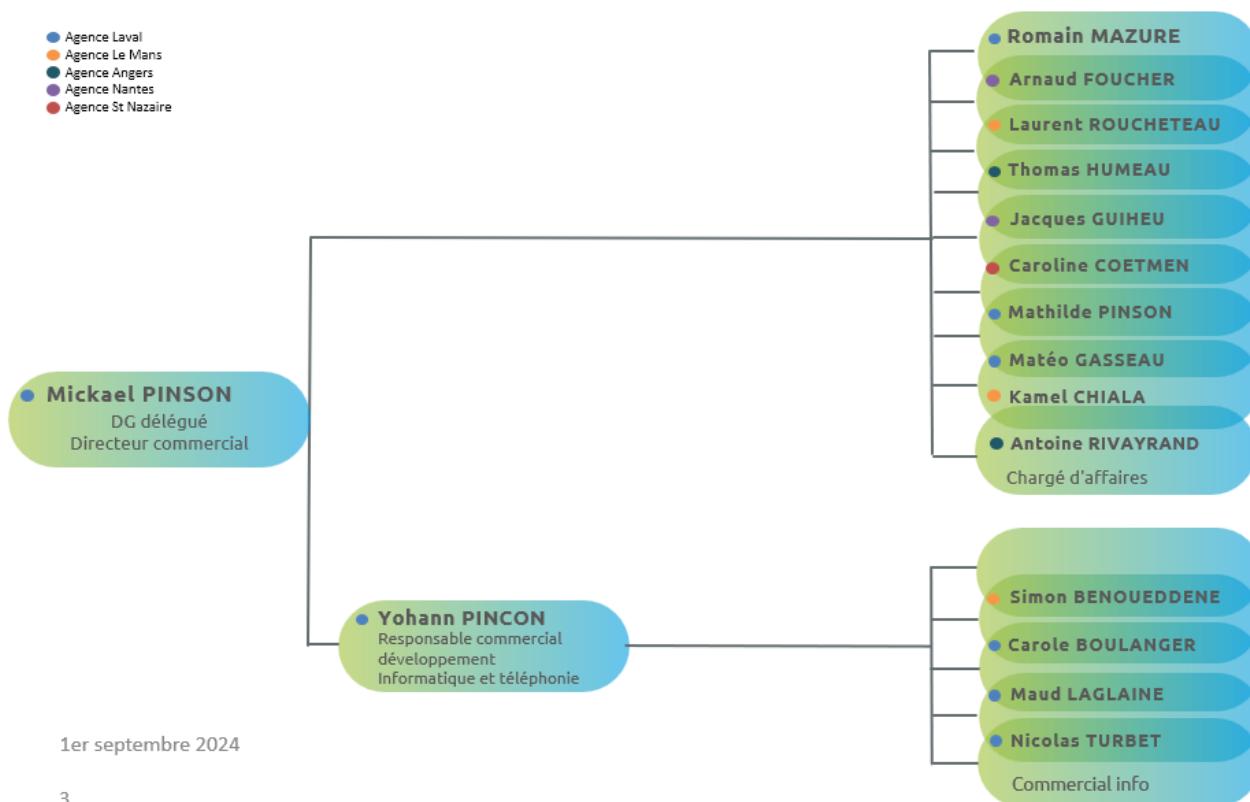 Agence Laval
Agence Le Mans
Agence Angers
Agence Nantes
Agence St Nazaire
Mickael PINSON
DG délégué
Directeur commercial
Romain MAZURE
Arnaud FOUCHER
Laurent ROUCHETEAU
Thomas HUMEAU
Jacques GUIHEU
Caroline COETMEN
Mathilde PINSON
Matéo GASSEAU
Kamel CHIALA
Antoine RIVAYRAND
Chargé d'affaires
Yohann PINCON
Responsable commercial
développement
Informatique et téléphonie
Simon BENOUEDDENE
Carole BOULANGER
Maud LAGLAINE
Nicolas TURBET
Commercial info
1er septembre 2024
3